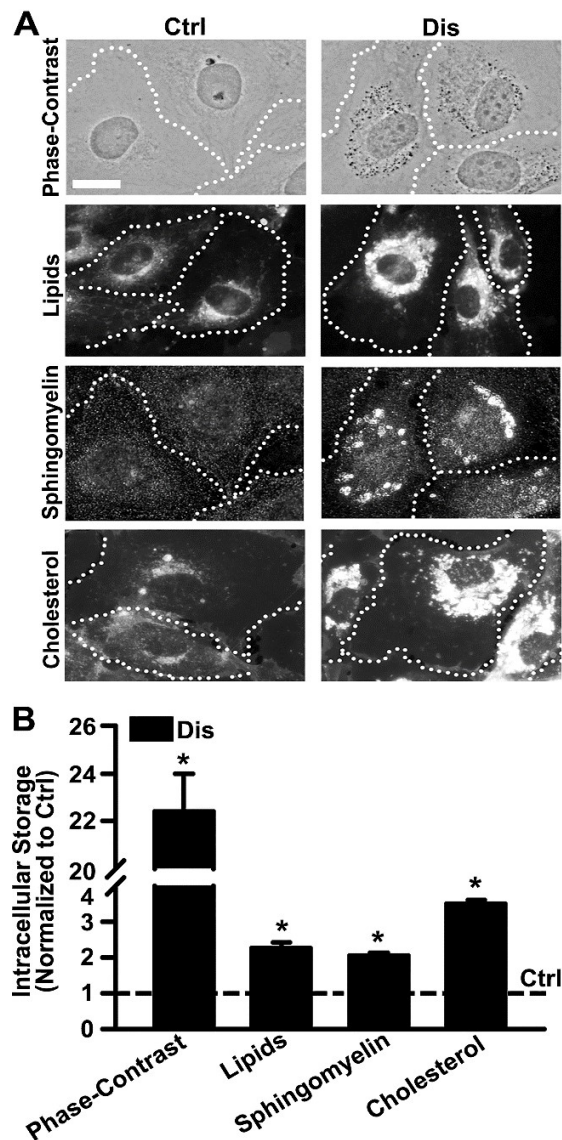 A
Ctrl
Dis
Phase-Contrast
Lipids
Sphingomyelin
Cholesterol
B
Dis
Intracellular Storage
(Normalized to Ctrl)
26
24
22
20
4
3
2
1
0
*
*
*
*
Ctrl
Phase-Contrast
Lipids
Sphingomyelin
Cholesterol